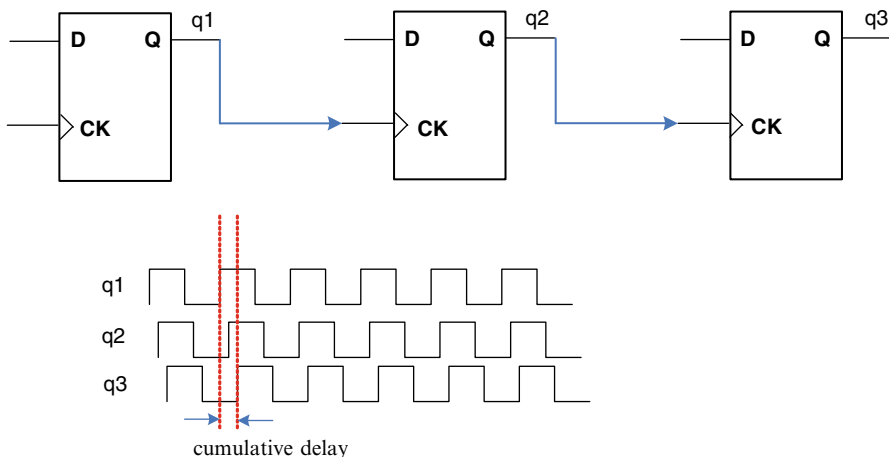 q1 q2 q3
D Q D Q D Q
CK CK CK
q1
q2
q3
cumulative delay